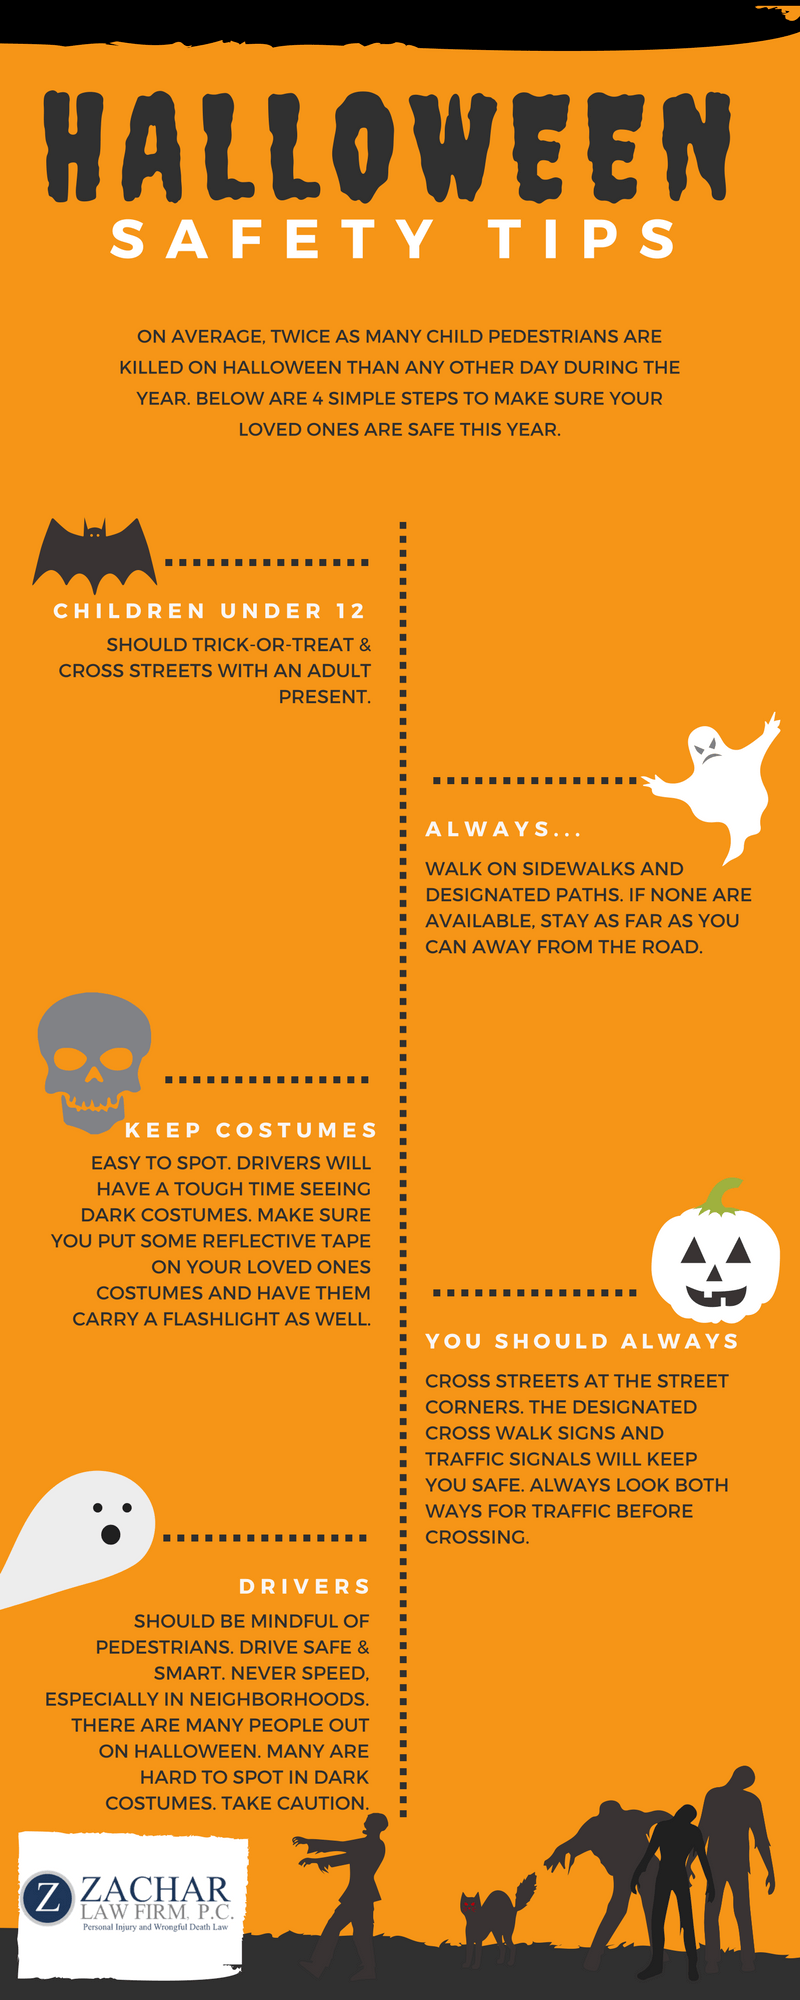 HALLOWEEN
SAFETY TIPS
ON AVERAGE, TWICE AS MANY CHILD PEDESTRIANS ARE
KILLED ON HALLOWEEN THAN ANY OTHER DAY DURING THE
YEAR. BELOW ARE 4 SIMPLE STEPS TO MAKE SURE YOUR
LOVED ONES ARE SAFE THIS YEAR.
CHILDREN UNDER 12
SHOULD TRICK-OR-TREAT &
CROSS STREETS WITH AN ADULT
PRESENT.
ALWAYS...
WALK ON SIDEWALKS AND
DESIGNATED PATHS. IF NONE ARE
AVAILABLE, STAY AS FAR AS YOU
CAN AWAY FROM THE ROAD.
KEEP COSTUMES
EASY TO SPOT. DRIVERS WILL
HAVE A TOUGH TIME SEEING
DARK COSTUMES. MAKE SURE
YOU PUT SOME REFLECTIVE TAPE
ON YOUR LOVED ONES
COSTUMES AND HAVE THEM
CARRY A FLASHLIGHT AS WELL.
YOU SHOULD ALWAYS
CROSS STREETS AT THE STREET
CORNERS. THE DESIGNATED
CROSS WALK SIGNS AND
TRAFFIC SIGNALS WILL KEEP
YOU SAFE. ALWAYS LOOK BOTH
WAYS FOR TRAFFIC BEFORE
CROSSING.
DRIVERS
SHOULD BE MINDFUL OF
PEDESTRIANS. DRIVE SAFE &
SMART. NEVER SPEED,
ESPECIALLY IN NEIGHBORHOODS.
THERE ARE MANY PEOPLE OUT
ON HALLOWEEN. MANY ARE
HARD TO SPOT IN DARK
COSTUMES. TAKE CAUTION.
Z ZACHAR
LAW FIRM, P.C.
Personal Injury and Wrongful Death Law